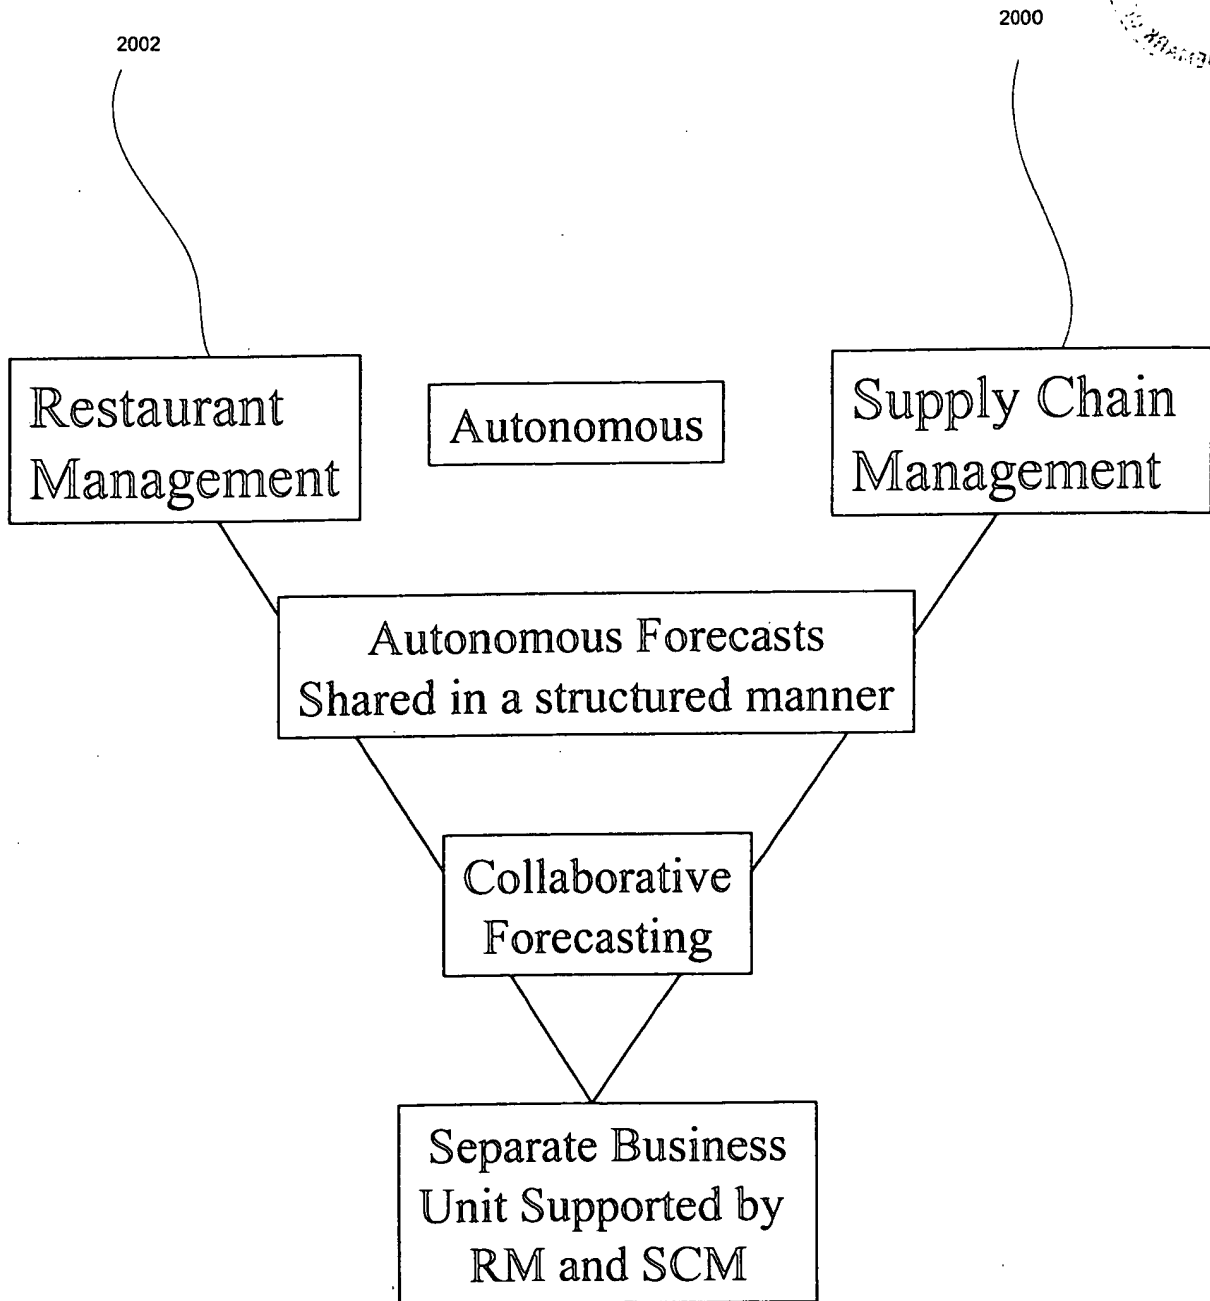 2002
2000
Restaurant
Management
Autonomous
Supply Chain
Management
Autonomous Forecasts
Shared in a structured manner
Collaborative
Forecasting
Separate Business
Unit Supported by
RM and SCM